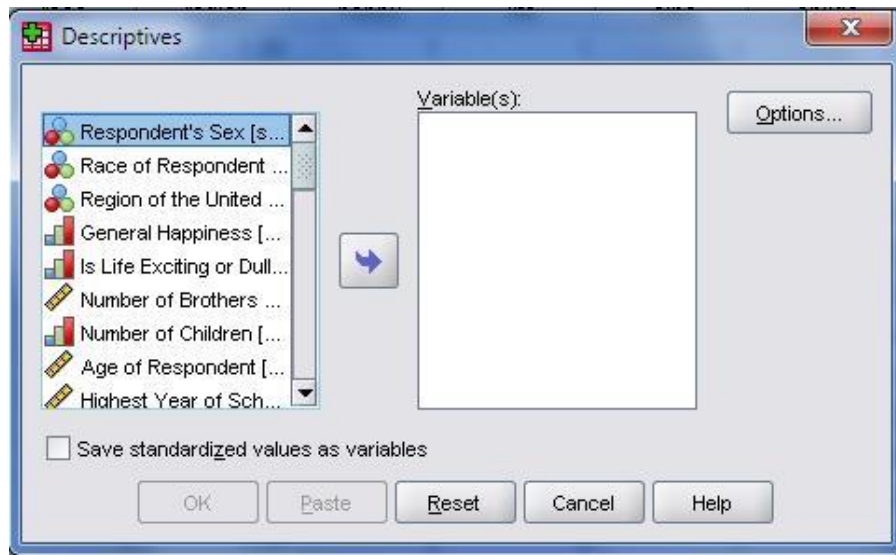 Descriptives
Variable(s):
Options...
Respondent's Sex [s...
Race of Respondent ...
Region of the United ...
General Happiness [...
Is Life Exciting or Dull...
Number of Brothers ...
Number of Children [...
Age of Respondent [...
Highest Year of Sch...
Save standardized values as variables
OK Paste Reset Cancel Help